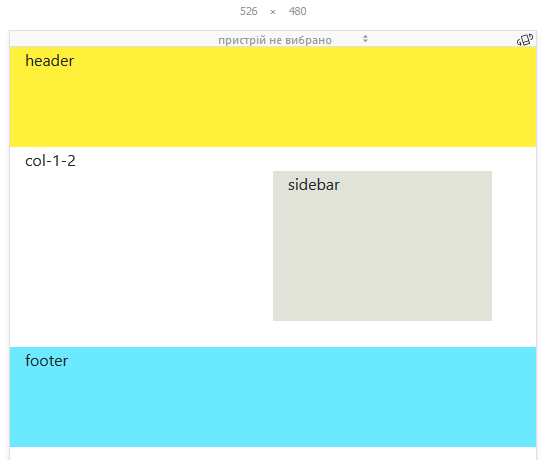 526 × 480
пристрій не вибрано
header
col-1-2
sidebar
footer